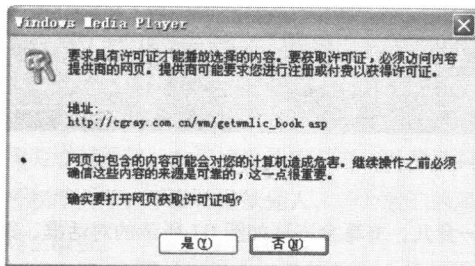 Windows Media Player
要求具有许可证才能播放选择的内容。要获取许可证，必须访问内容
提供商的网页。提供商可能要求您进行注册或付费以获得许可证。
地址:
http://cgray.com.cn/wm/getwmlic_book.asp
网页中包含的内容可能会对您的计算机造成危害。继续操作之前必须
确信这些内容的来源是可靠的，这一点很重要。
确实要打开网页获取许可证吗?
是(Y) 否(N)